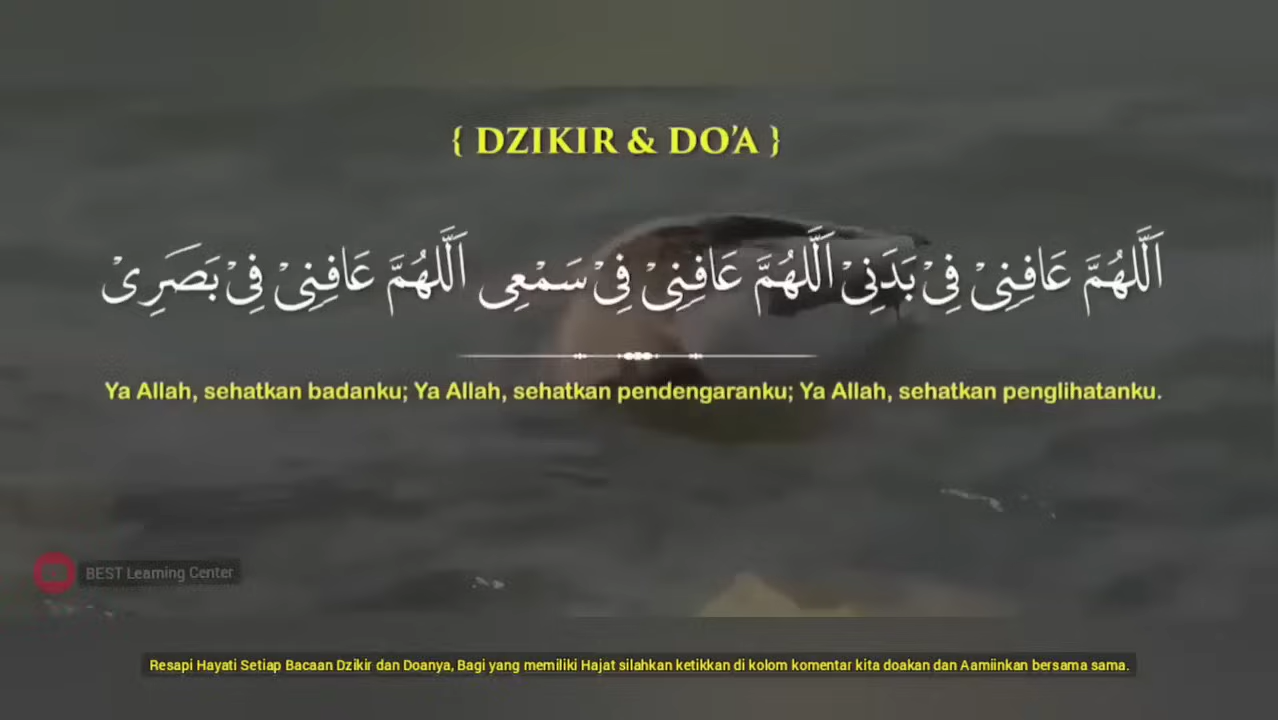 { DZIKIR & DO’A }
اَللَّهُمَّ عَافِنِيْ فِيْ بَدَنِيْ اَللَّهُمَّ عَافِنِيْ فِيْ سَمْعِى اَللَّهُمَّ عَافِنِيْ فِيْ بَصَرِىْ
Ya Allah, sehatkan badanku; Ya Allah, sehatkan pendengaranku; Ya Allah, sehatkan penglihatanku.
BEST Learning Center
Resapi Hayati Setiap Bacaan Dzikir dan Doanya, Bagi yang memiliki Hajat silahkan ketikkan di kolom komentar kita doakan dan Aamiinkan bersama sama.